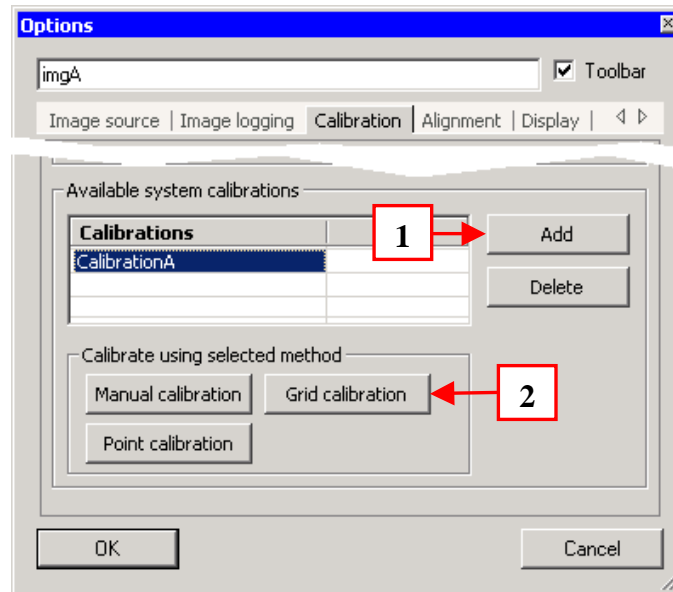 Options
imgA
Toolbar
Image source | Image logging Calibration Alignment | Display |
Available system calibrations
Calibrations
1
Add
CalibrationA
Delete
Calibrate using selected method
Manual calibration Grid calibration
2
Point calibration
OK Cancel